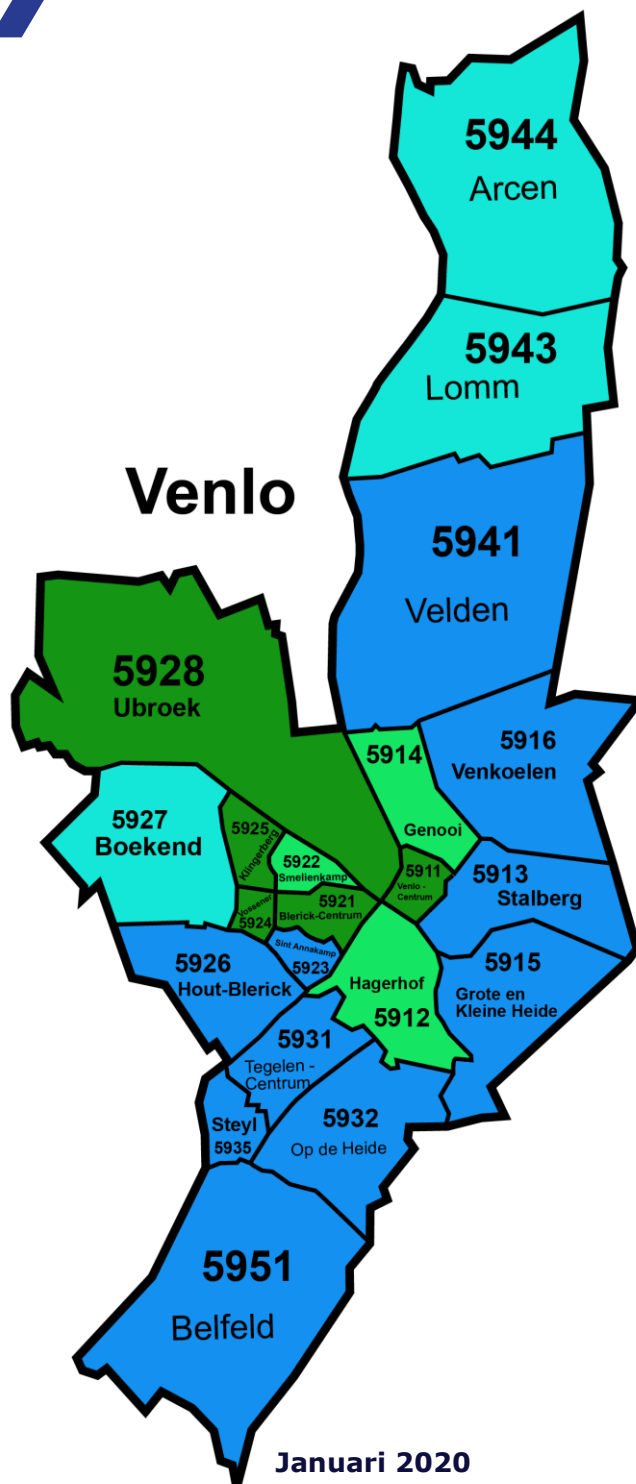 5944
Arcen
5943
Lomm
Venlo
5941
Velden
5928
Ubroek
5914
Genooi
5916
Venkoelen
5927
Boekend
5925
Klingerberg
5922
Smelienkamp
5911
Venlo -
Centrum
5913
Stalberg
Vossener
5924
5921
Blerick-Centrum
Sint Annakamp
5923
5926
Hout-Blerick
Hagerhof
5912
5915
Grote en
Kleine Heide
5931
Tegelen -
Centrum
Steyl
5935
5932
Op de Heide
5951
Belfeld
Januari 2020